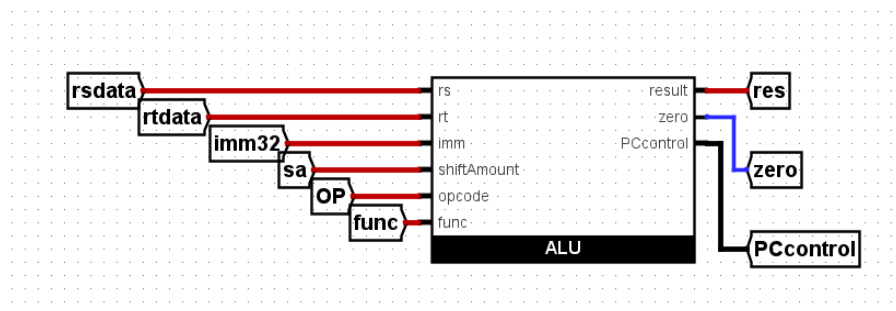 rsdata
rtdata
imm32
sa
OP
func
rs
rt
imm
shiftAmount
opcode
func
result
zero
PCcontrol
ALU
res
zero
PCcontrol